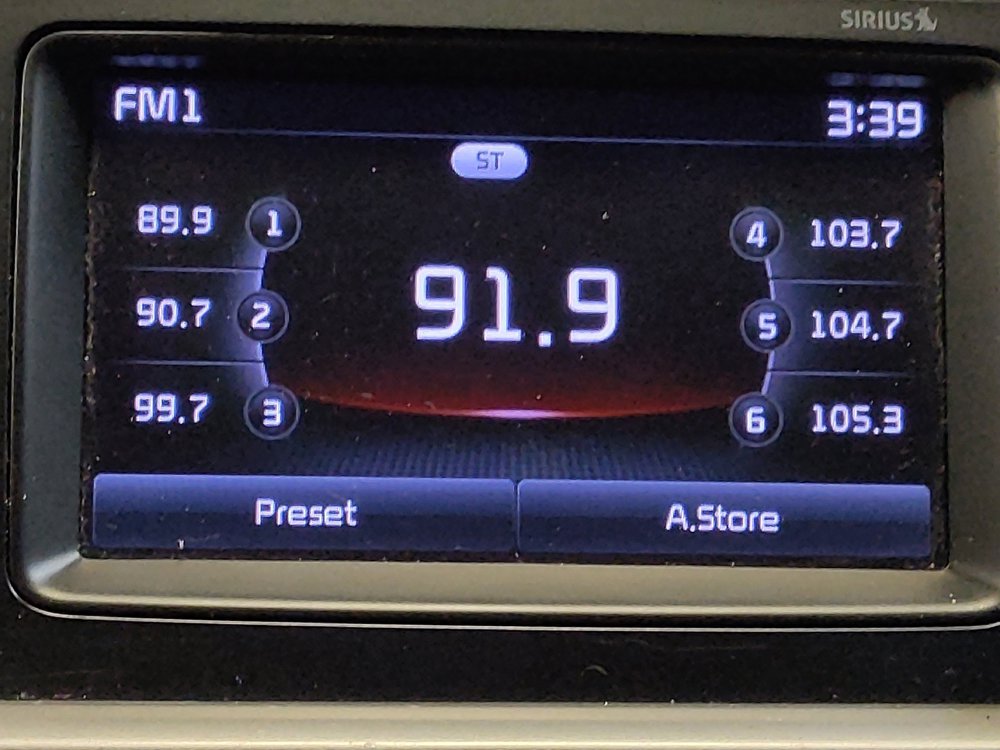 SIRIUS
FM1 3:39
ST
89.9 1 4 103.7
91.9
90.7 2 5 104.7
99.7 3 6 105.3
Preset A.Store